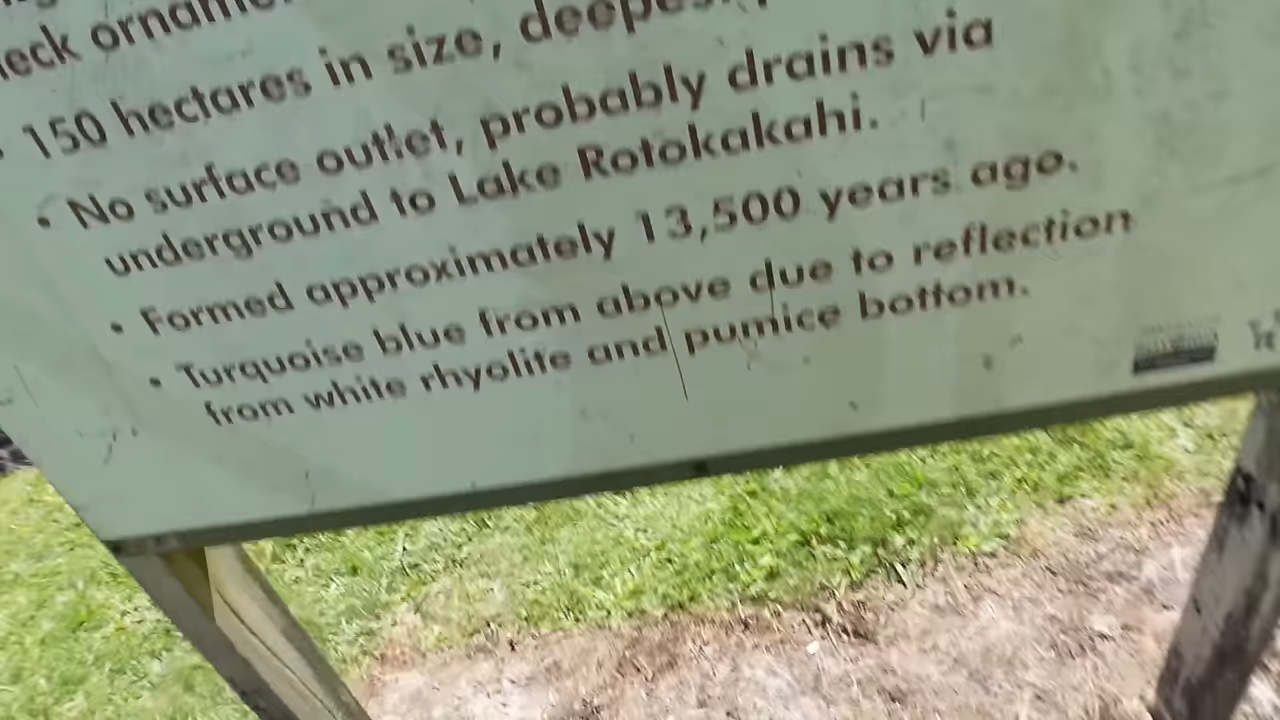 150 hectares in size,
• No surface outlet, probably drains via
underground to Lake Rotokakahi.
• Formed approximately 13,500 years ago.
• Turquoise blue from above due to reflection
from white rhyolite and pumice bottom.